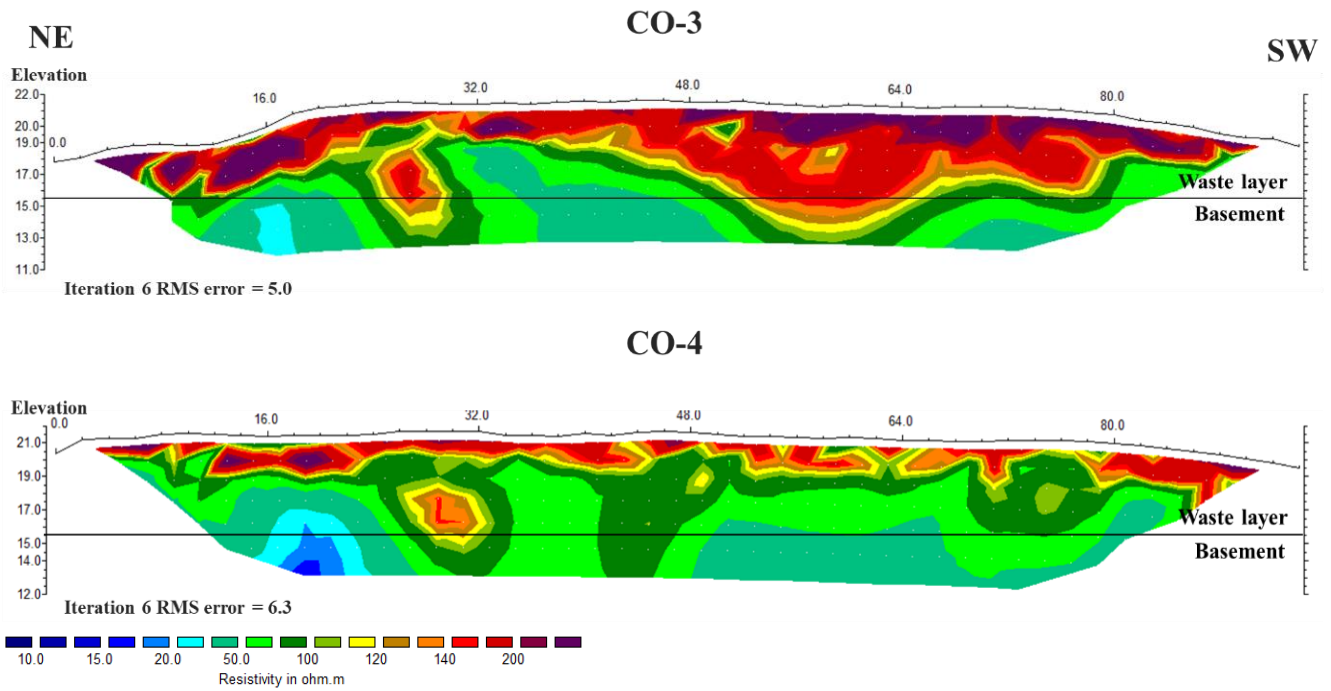 CO-3
NE
SW
Elevation
22.0
20.0
19.0
17.0
15.0
13.0
11.0
0.0
16.0
32.0
48.0
64.0
80.0
Waste layer
Basement
Iteration 6 RMS error = 5.0
CO-4
Elevation
0.0
16.0
32.0
48.0
64.0
80.0
21.0
19.0
17.0
15.0
14.0
12.0
Waste layer
Basement
Iteration 6 RMS error = 6.3
10.0 15.0 20.0 50.0 100 120 140 200
Resistivity in ohm.m